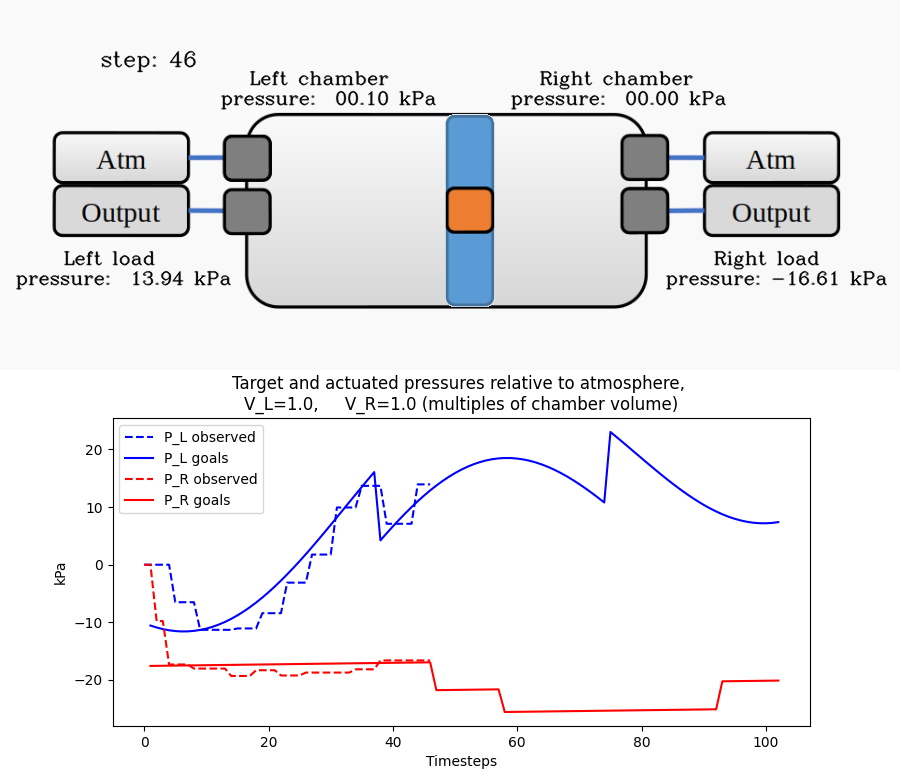 step: 46
Left chamber
pressure:  00.10 kPa
Right chamber
pressure:  00.00 kPa
Atm
Output
Atm
Output
Left load
pressure:  13.94 kPa
Right load
pressure: −16.61 kPa
Target and actuated pressures relative to atmosphere,
V_L=1.0,     V_R=1.0 (multiples of chamber volume)
P_L observed
P_L goals
P_R observed
P_R goals
kPa
20
10
0
−10
−20
0
20
40
60
80
100
Timesteps